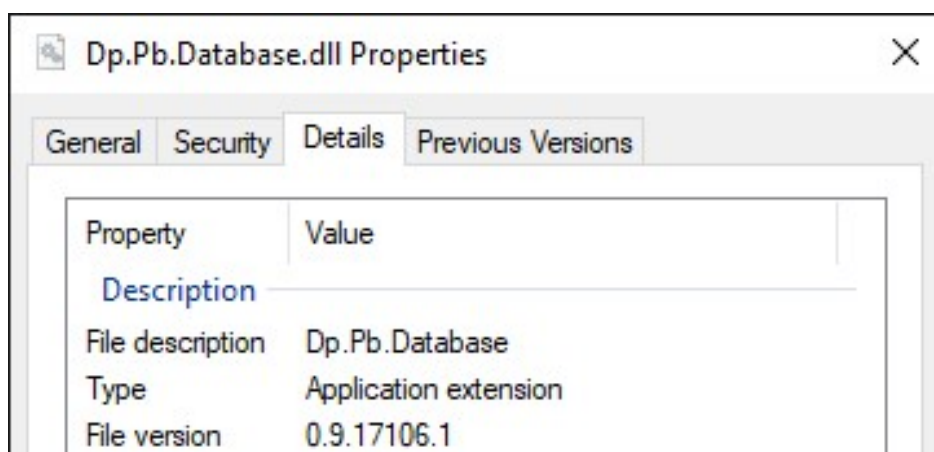 Dp.Pb.Database.dll Properties
General Security Details Previous Versions
Property Value
Description
File description Dp.Pb.Database
Type Application extension
File version 0.9.17106.1